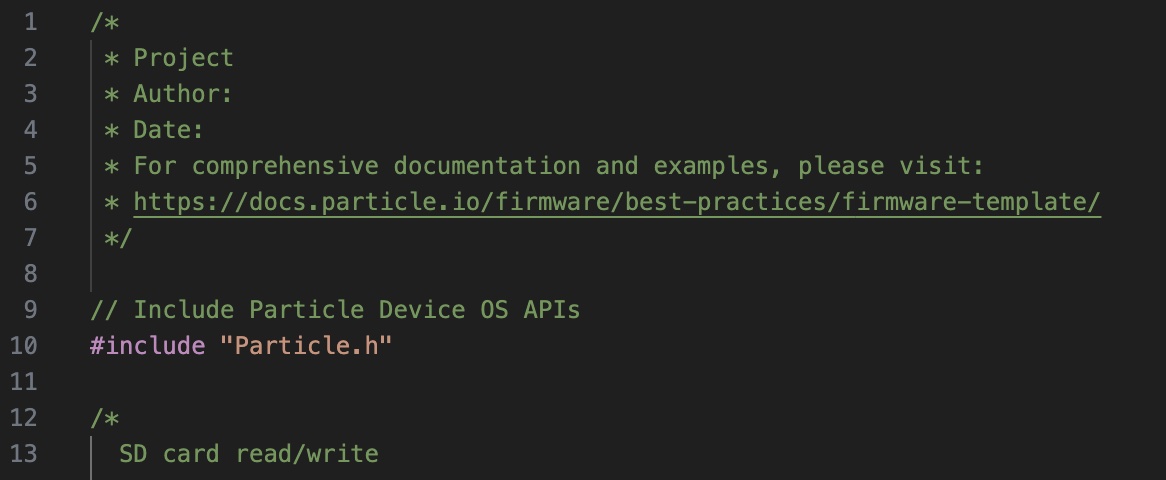 1 /*
2 * Project
3 * Author:
4 * Date:
5 * For comprehensive documentation and examples, please visit:
6 * https://docs.particle.io/firmware/best-practices/firmware-template/
7 */
8
9 // Include Particle Device OS APIs
10 #include "Particle.h"
11
12 /*
13 SD card read/write